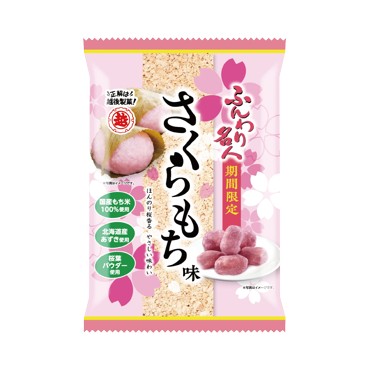 正解は
越後製菓!
越
ふんわり名人
期間限定
さくらもち味
ほんのり桜香る やさしい味わい
国産もち米
100%使用
北海道産
あずき使用
桜葉
パウダー
使用